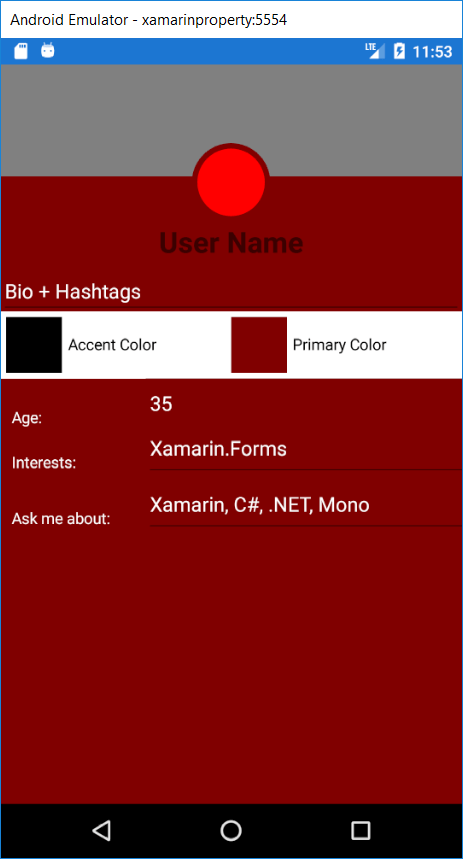 Android Emulator - xamarinproperty:5554
LTE 11:53
User Name
Bio + Hashtags
Accent Color Primary Color
Age: 35
Interests: Xamarin.Forms
Ask me about: Xamarin, C#, .NET, Mono